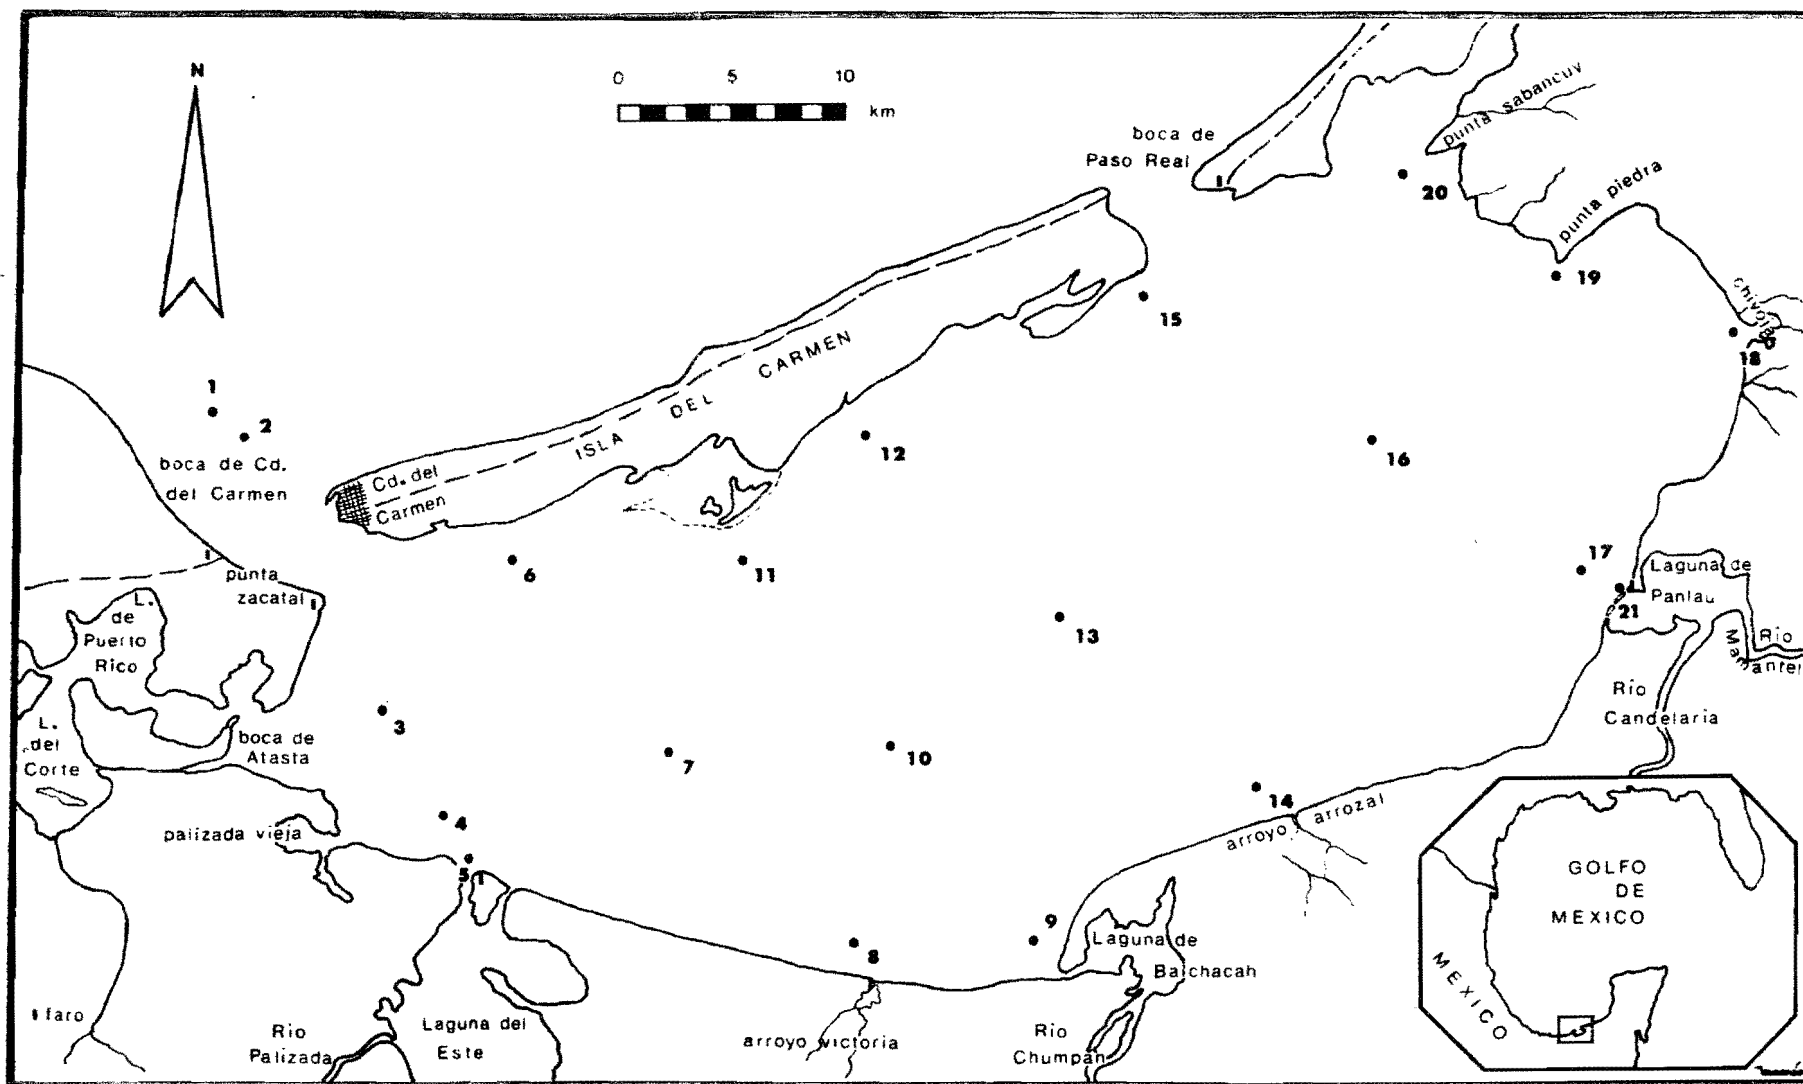 N
0 5 10
km
boca de
Paso Real
punta sabancuy
20
punta piedra
19
15
chivojas
18
1
2
boca de Cd.
del Carmen
ISLA DEL CARMEN
Cd. del
Carmen
12
16
6
11
17
21
Laguna de
Panlau
13
punta
zacatal
L.
de
Puerto
Rico
Río
Candelaria
3
L.
del
Corte
boca de
Atasta
7
10
14
arroyo arrozal
palizada vieja
4
5
8
9
Laguna de
Balchacah
faro
Rio
Palizada
Laguna del
Este
arroyo victoria
Río
Chumpán
GOLFO
DE
MEXICO
MEXICO